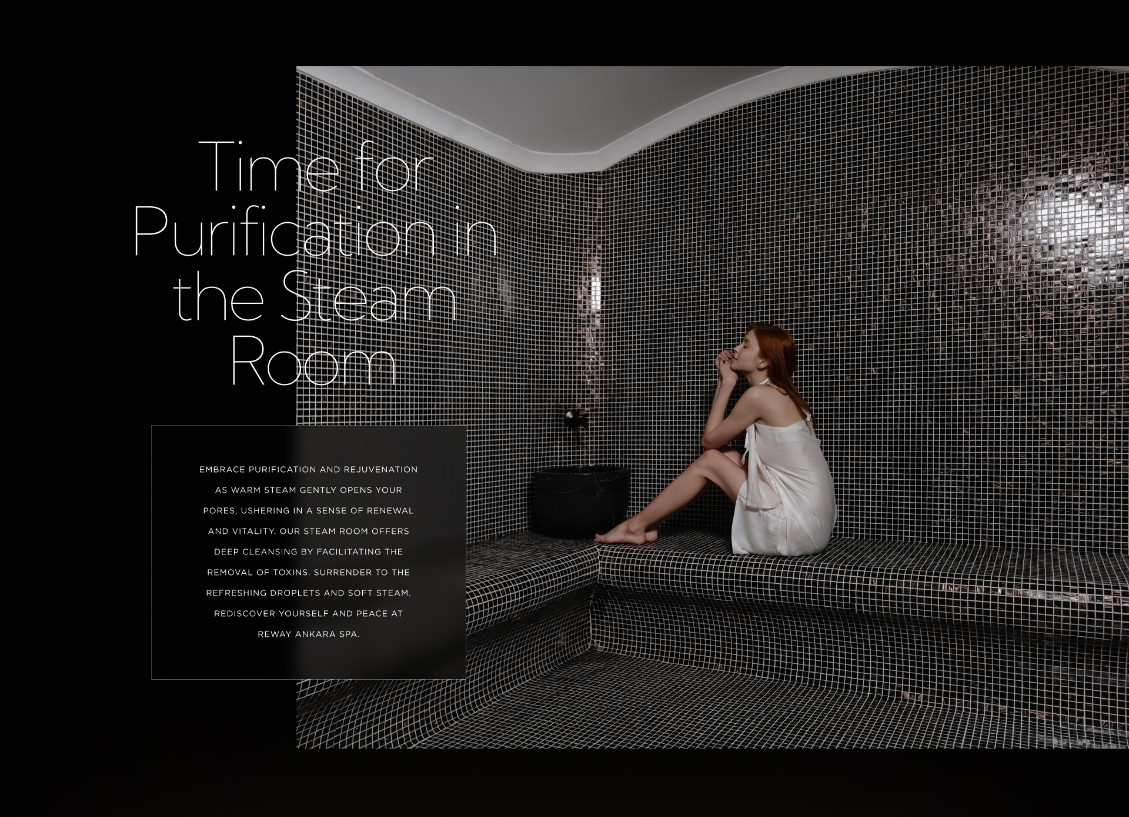 Time for
Purification in
the Steam
Room
EMBRACE PURIFICATION AND REJUVENATION
AS WARM STEAM GENTLY OPENS YOUR
PORES, USHERING IN A SENSE OF RENEWAL
AND VITALITY. OUR STEAM ROOM OFFERS
DEEP CLEANSING BY FACILITATING THE
REMOVAL OF TOXINS. SURRENDER TO THE
REFRESHING DROPLETS AND SOFT STEAM.
REDISCOVER YOURSELF AND PEACE AT
REWAY ANKARA SPA.